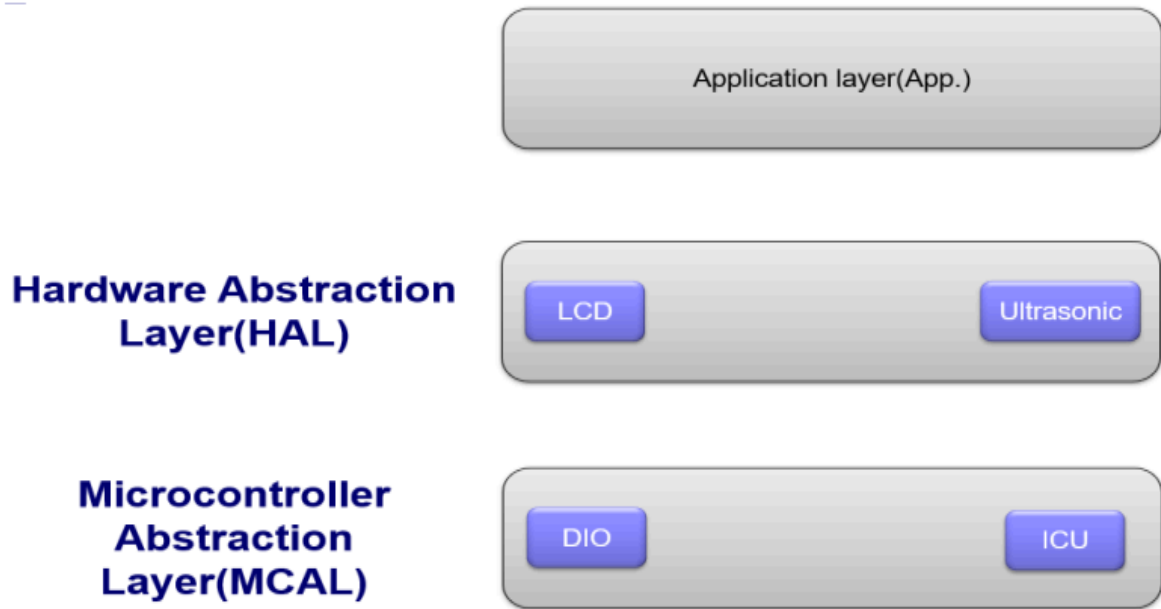 Application layer(App.)
Hardware Abstraction
Layer(HAL)
LCD
Ultrasonic
Microcontroller
Abstraction
Layer(MCAL)
DIO
ICU